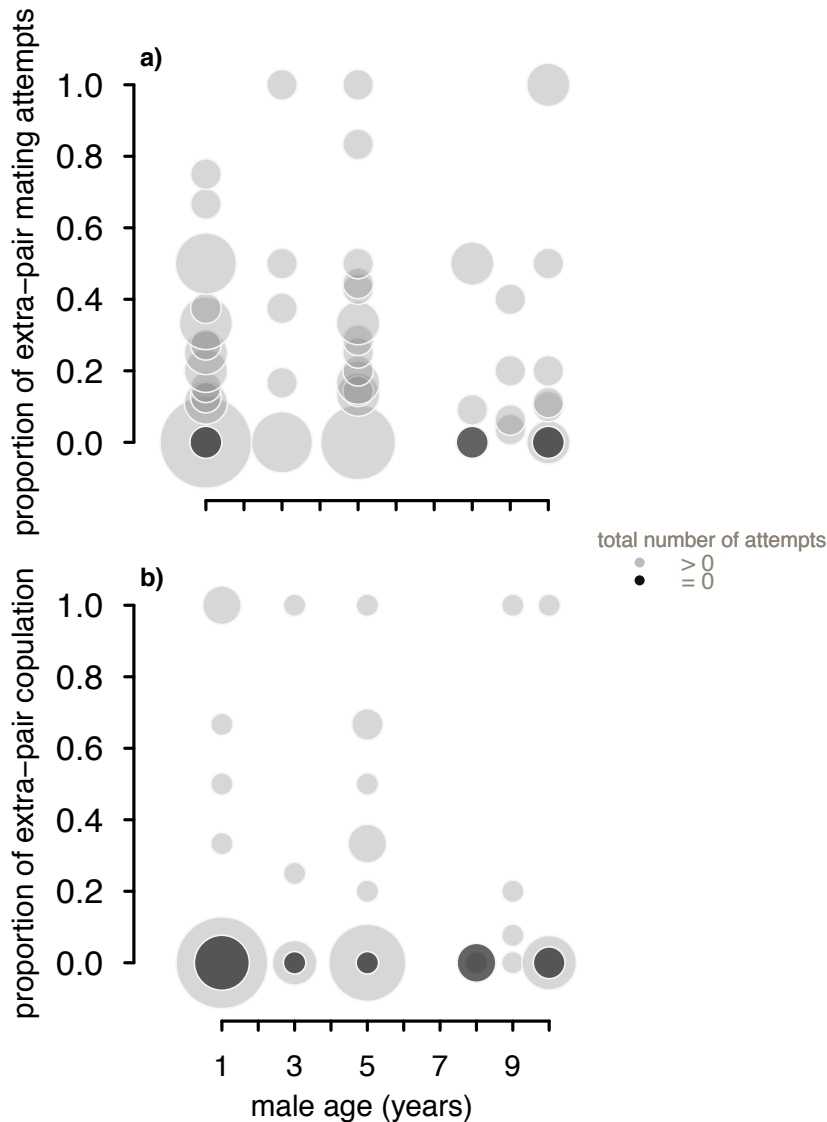 a)
proportion of extra−pair mating attempts
1.0
0.8
0.6
0.4
0.2
0.0
total number of attempts
> 0
= 0
b)
proportion of extra−pair copulation
1.0
0.8
0.6
0.4
0.2
0.0
1 3 5 7 9
male age (years)